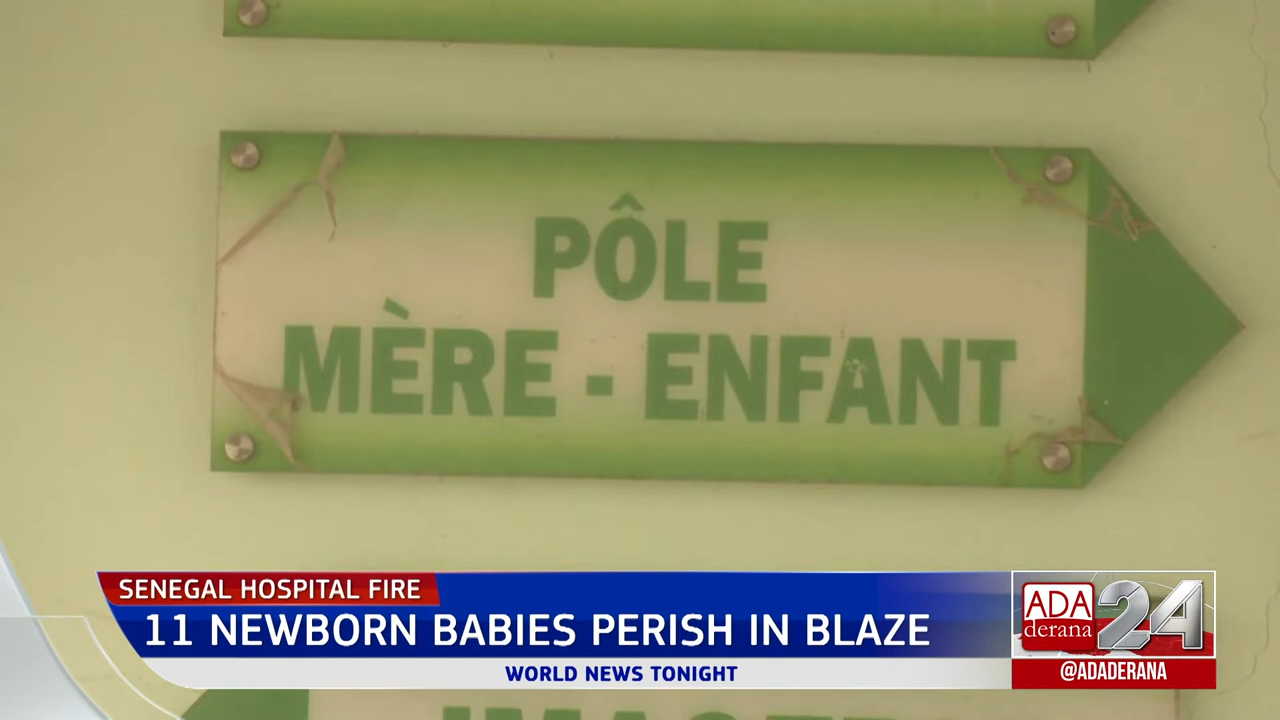 PÔLE
MÈRE - ENFANT
SENEGAL HOSPITAL FIRE
11 NEWBORN BABIES PERISH IN BLAZE
WORLD NEWS TONIGHT
ADA
derana
24
@ADADERANA